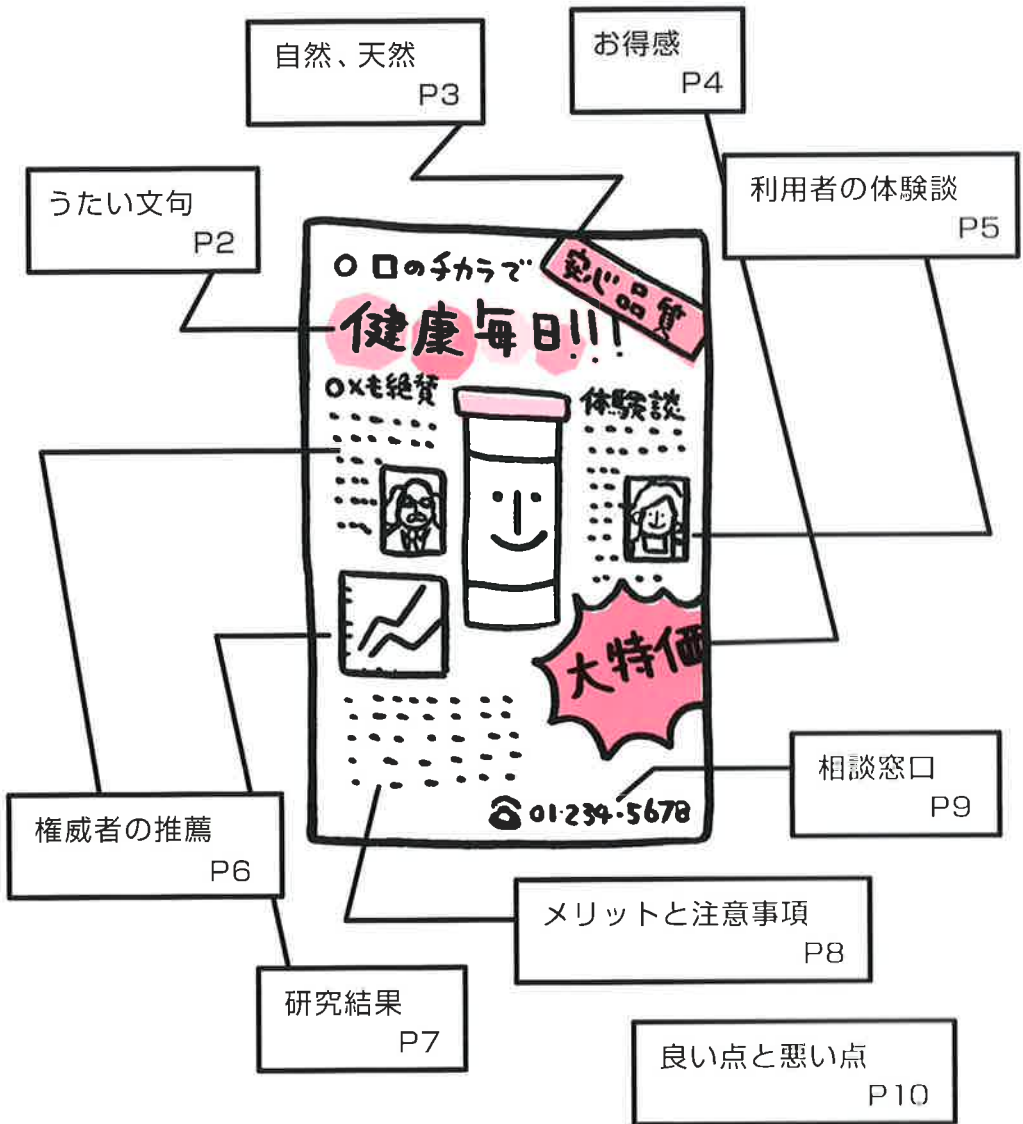 自然、天然
P3
お得感
P4
うたい文句
P2
利用者の体験談
P5
○ □のチカラで
安心品質
健康毎日!!!
○×も絶賛
体験談
大特価
☎01-234-5678
相談窓口
P9
権威者の推薦
P6
メリットと注意事項
P8
研究結果
P7
良い点と悪い点
P10